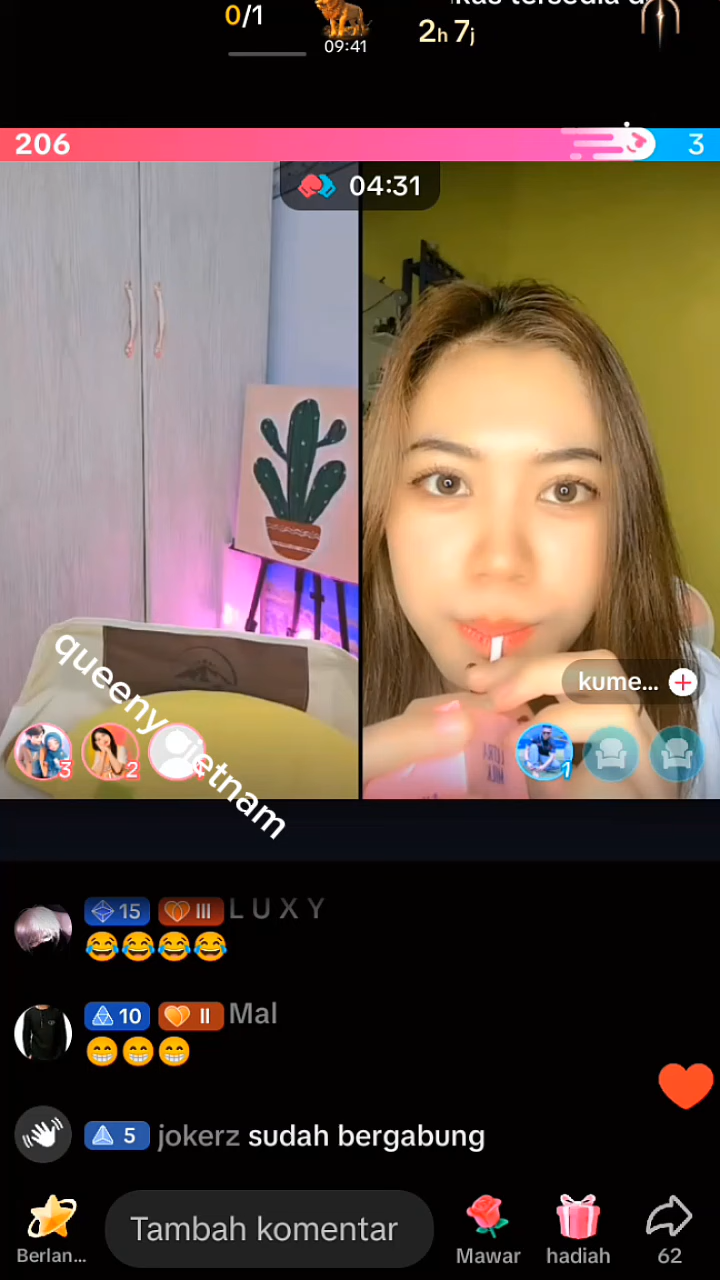 0/1
09:41
2h 7j
206
3
04:31
kume...
queeny
3
2
1
L U X Y
15
III
😂😂😂😂
10
II
Mal
😁😁😁
5
jokerz sudah bergabung
Berlan...
Tambah komentar
Mawar
hadiah
62